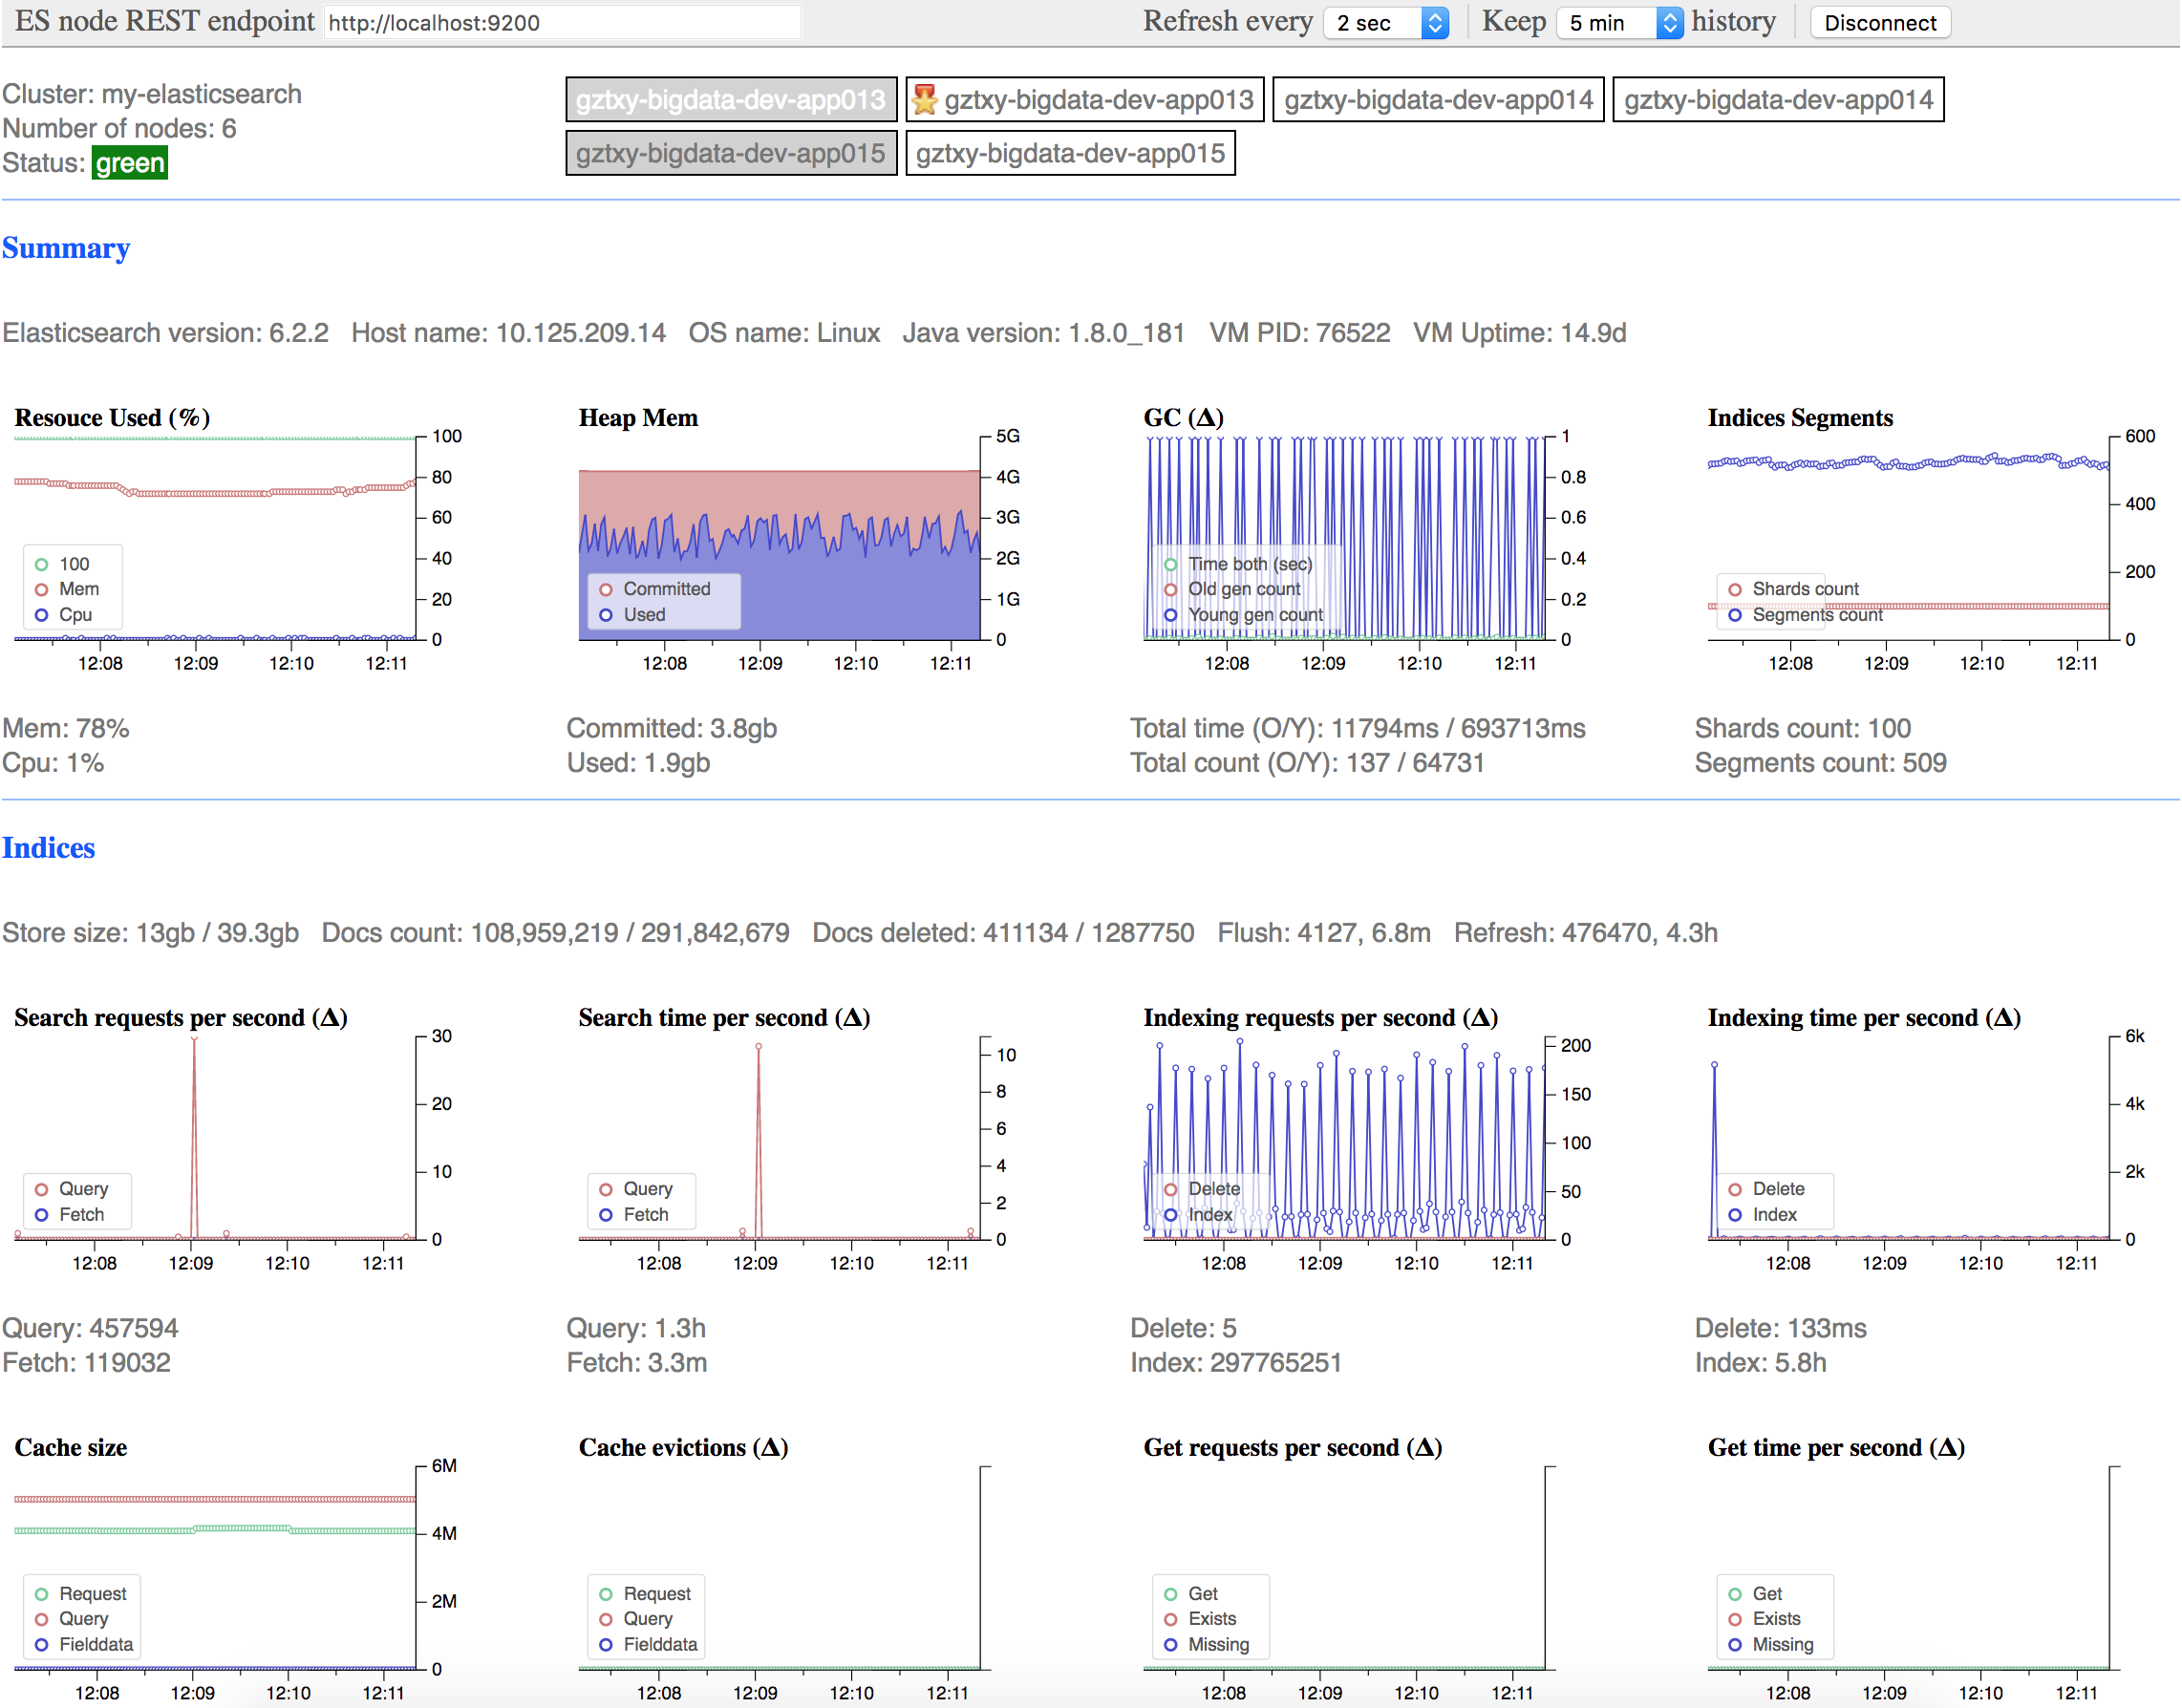 ES node REST endpoint http://localhost:9200 Refresh every 2 sec Keep 5 min history Disconnect
Cluster: my-elasticsearch
Number of nodes: 6
Status: green
gztxy-bigdata-dev-app013 gztxy-bigdata-dev-app013 gztxy-bigdata-dev-app014 gztxy-bigdata-dev-app014
gztxy-bigdata-dev-app015 gztxy-bigdata-dev-app015
Summary
Elasticsearch version: 6.2.2 Host name: 10.125.209.14 OS name: Linux Java version: 1.8.0_181 VM PID: 76522 VM Uptime: 14.9d
Resouce Used (%)
100
80
60
40
20
0
100
Mem
Cpu
12:08 12:09 12:10 12:11
Mem: 78%
Cpu: 1%
Heap Mem
5G
4G
3G
2G
1G
0
Committed
Used
12:08 12:09 12:10 12:11
Committed: 3.8gb
Used: 1.9gb
GC (Δ)
1
0.8
0.6
0.4
0.2
0
Time both (sec)
Old gen count
Young gen count
12:08 12:09 12:10 12:11
Total time (O/Y): 11794ms / 693713ms
Total count (O/Y): 137 / 64731
Indices Segments
600
400
200
0
Shards count
Segments count
12:08 12:09 12:10 12:11
Shards count: 100
Segments count: 509
Indices
Store size: 13gb / 39.3gb Docs count: 108,959,219 / 291,842,679 Docs deleted: 411134 / 1287750 Flush: 4127, 6.8m Refresh: 476470, 4.3h
Search requests per second (Δ)
30
20
10
0
Query
Fetch
12:08 12:09 12:10 12:11
Query: 457594
Fetch: 119032
Search time per second (Δ)
10
8
6
4
2
0
Query
Fetch
12:08 12:09 12:10 12:11
Query: 1.3h
Fetch: 3.3m
Indexing requests per second (Δ)
200
150
100
50
0
Delete
Index
12:08 12:09 12:10 12:11
Delete: 5
Index: 297765251
Indexing time per second (Δ)
6k
4k
2k
0
Delete
Index
12:08 12:09 12:10 12:11
Delete: 133ms
Index: 5.8h
Cache size
6M
4M
2M
0
Request
Query
Fielddata
12:08 12:09 12:10 12:11
Cache evictions (Δ)
Request
Query
Fielddata
12:08 12:09 12:10 12:11
Get requests per second (Δ)
Get
Exists
Missing
12:08 12:09 12:10 12:11
Get time per second (Δ)
Get
Exists
Missing
12:08 12:09 12:10 12:11